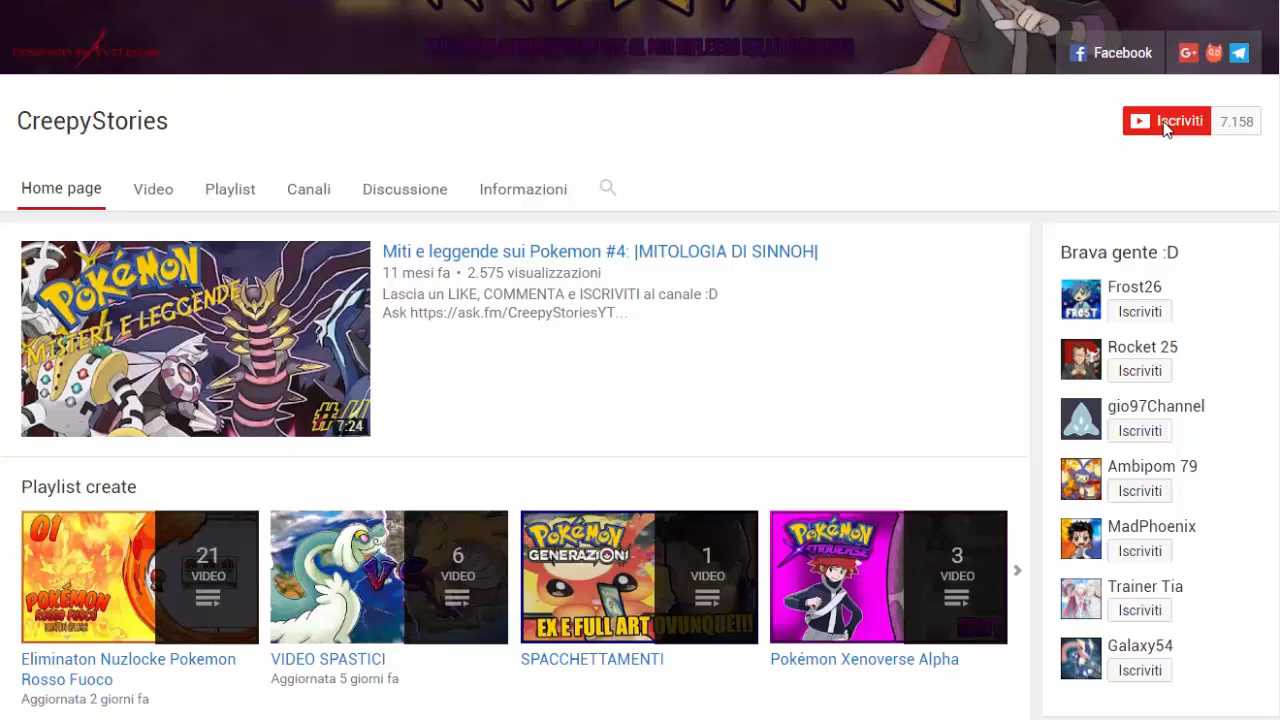 Facebook
CreepyStories
Iscriviti
7.158
Home page
Video
Playlist
Canali
Discussione
Informazioni
POKÉMON
MISTERI E LEGGENDE
#4
7:24
Miti e leggende sui Pokemon #4: |MITOLOGIA DI SINNOH|
11 mesi fa • 2.575 visualizzazioni
Lascia un LIKE, COMMENTA e ISCRIVITI al canale :D
Ask https://ask.fm/CreepyStoriesYT…
Brava gente :D
Frost26
FROST
Iscriviti
Rocket 25
Iscriviti
gio97Channel
Iscriviti
Ambipom 79
Iscriviti
MadPhoenix
Iscriviti
Trainer Tia
Iscriviti
Galaxy54
Iscriviti
Playlist create
01
POKÉMON
ROSSO FUOCO
21
VIDEO
Eliminaton Nuzlocke Pokemon
Rosso Fuoco
Aggiornata 2 giorni fa
6
VIDEO
VIDEO SPASTICI
Aggiornata 5 giorni fa
POKÉMON
GENERAZIONI
EX E FULL ART OVUNQUE!!!
1
VIDEO
SPACCHETTAMENTI
POKÉMON
XENOVERSE
3
VIDEO
Pokémon Xenoverse Alpha